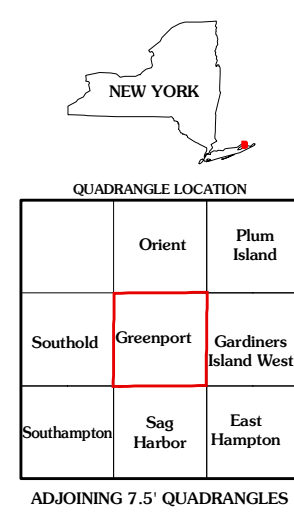 NEW YORK
QUADRANGLE LOCATION
Orient
Plum
Island
Southold
Greenport
Gardiners
Island West
Southampton
Sag
Harbor
East
Hampton
ADJOINING 7.5' QUADRANGLES